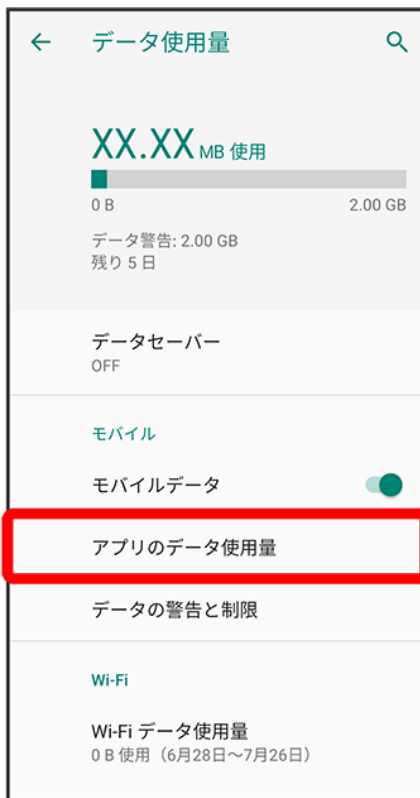 データ使用量
XX.XX MB 使用
0 B 2.00 GB
データ警告: 2.00 GB
残り 5 日
データセーバー
OFF
モバイル
モバイルデータ
アプリのデータ使用量
データの警告と制限
Wi-Fi
Wi-Fi データ使用量
0 B 使用（6月28日～7月26日）